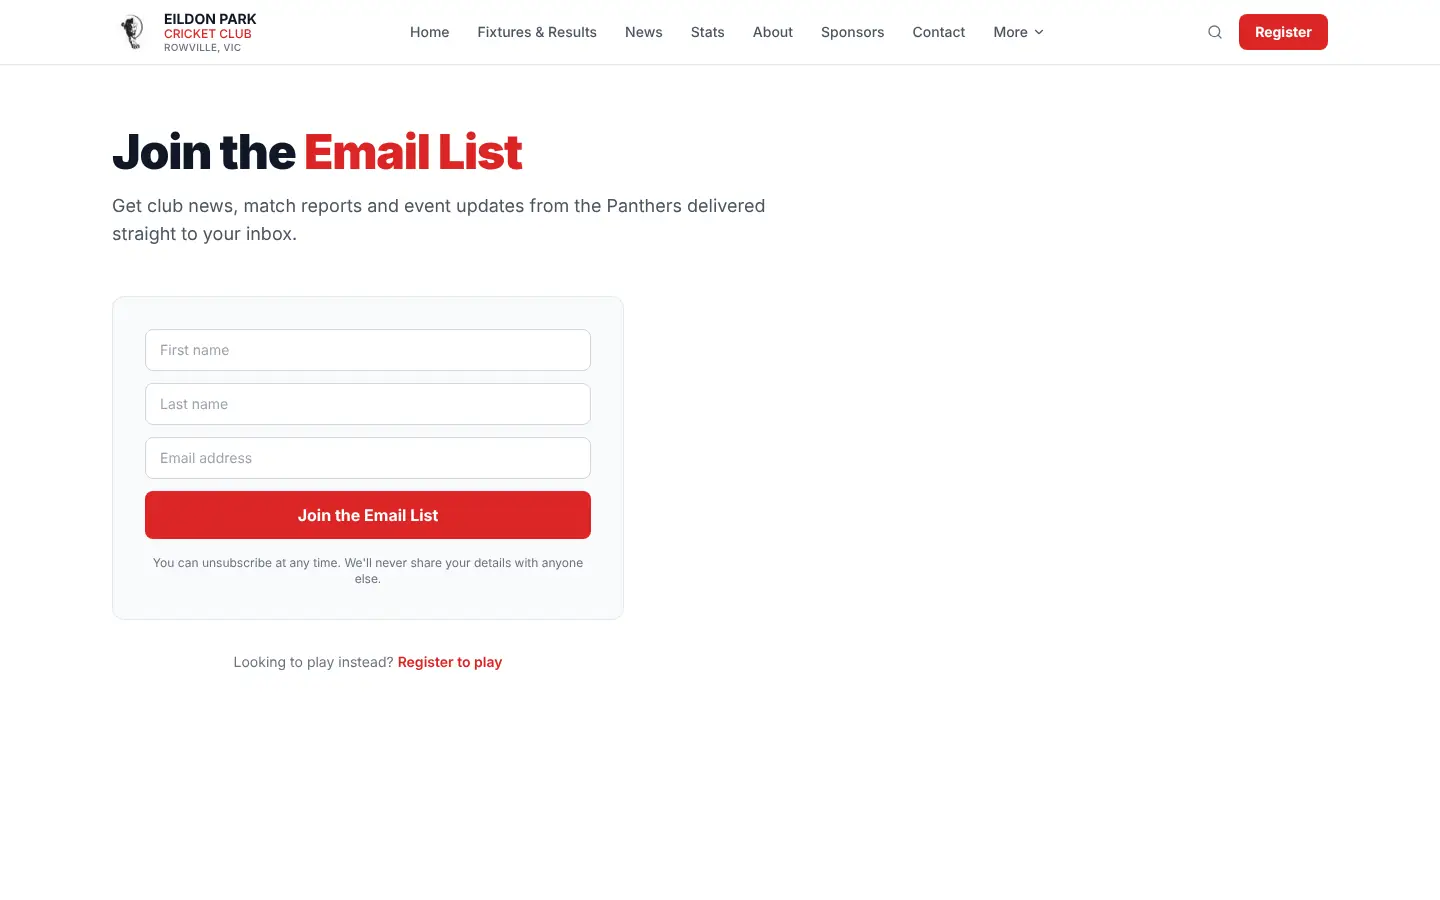 EILDON PARK
CRICKET CLUB
ROWVILLE, VIC
Home
Fixtures & Results
News
Stats
About
Sponsors
Contact
More
Register
Join the Email List
Get club news, match reports and event updates from the Panthers delivered
straight to your inbox.
First name
Last name
Email address
Join the Email List
You can unsubscribe at any time. We'll never share your details with anyone
else.
Looking to play instead? Register to play